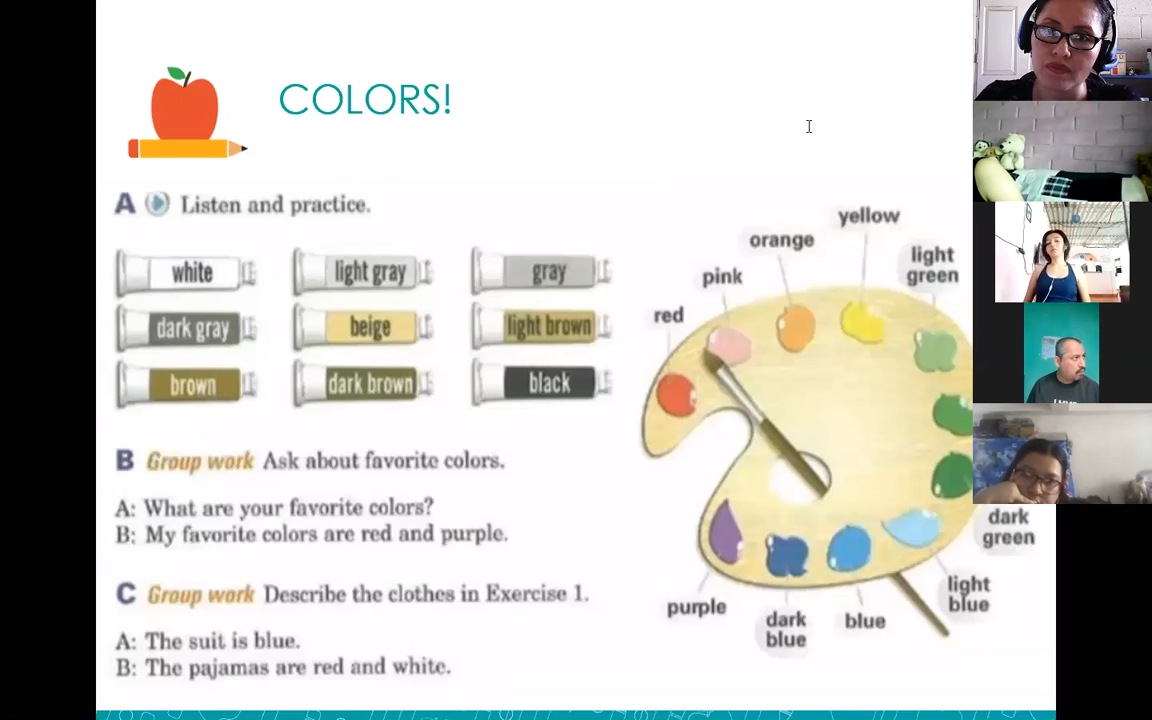 COLORS!
A Listen and practice.
white
light gray
gray
dark gray
beige
light brown
brown
dark brown
black
B Group work Ask about favorite colors.
A: What are your favorite colors?
B: My favorite colors are red and purple.
C Group work Describe the clothes in Exercise 1.
A: The suit is blue.
B: The pajamas are red and white.
yellow
orange
light
green
pink
red
dark
green
light
blue
purple
dark
blue
blue